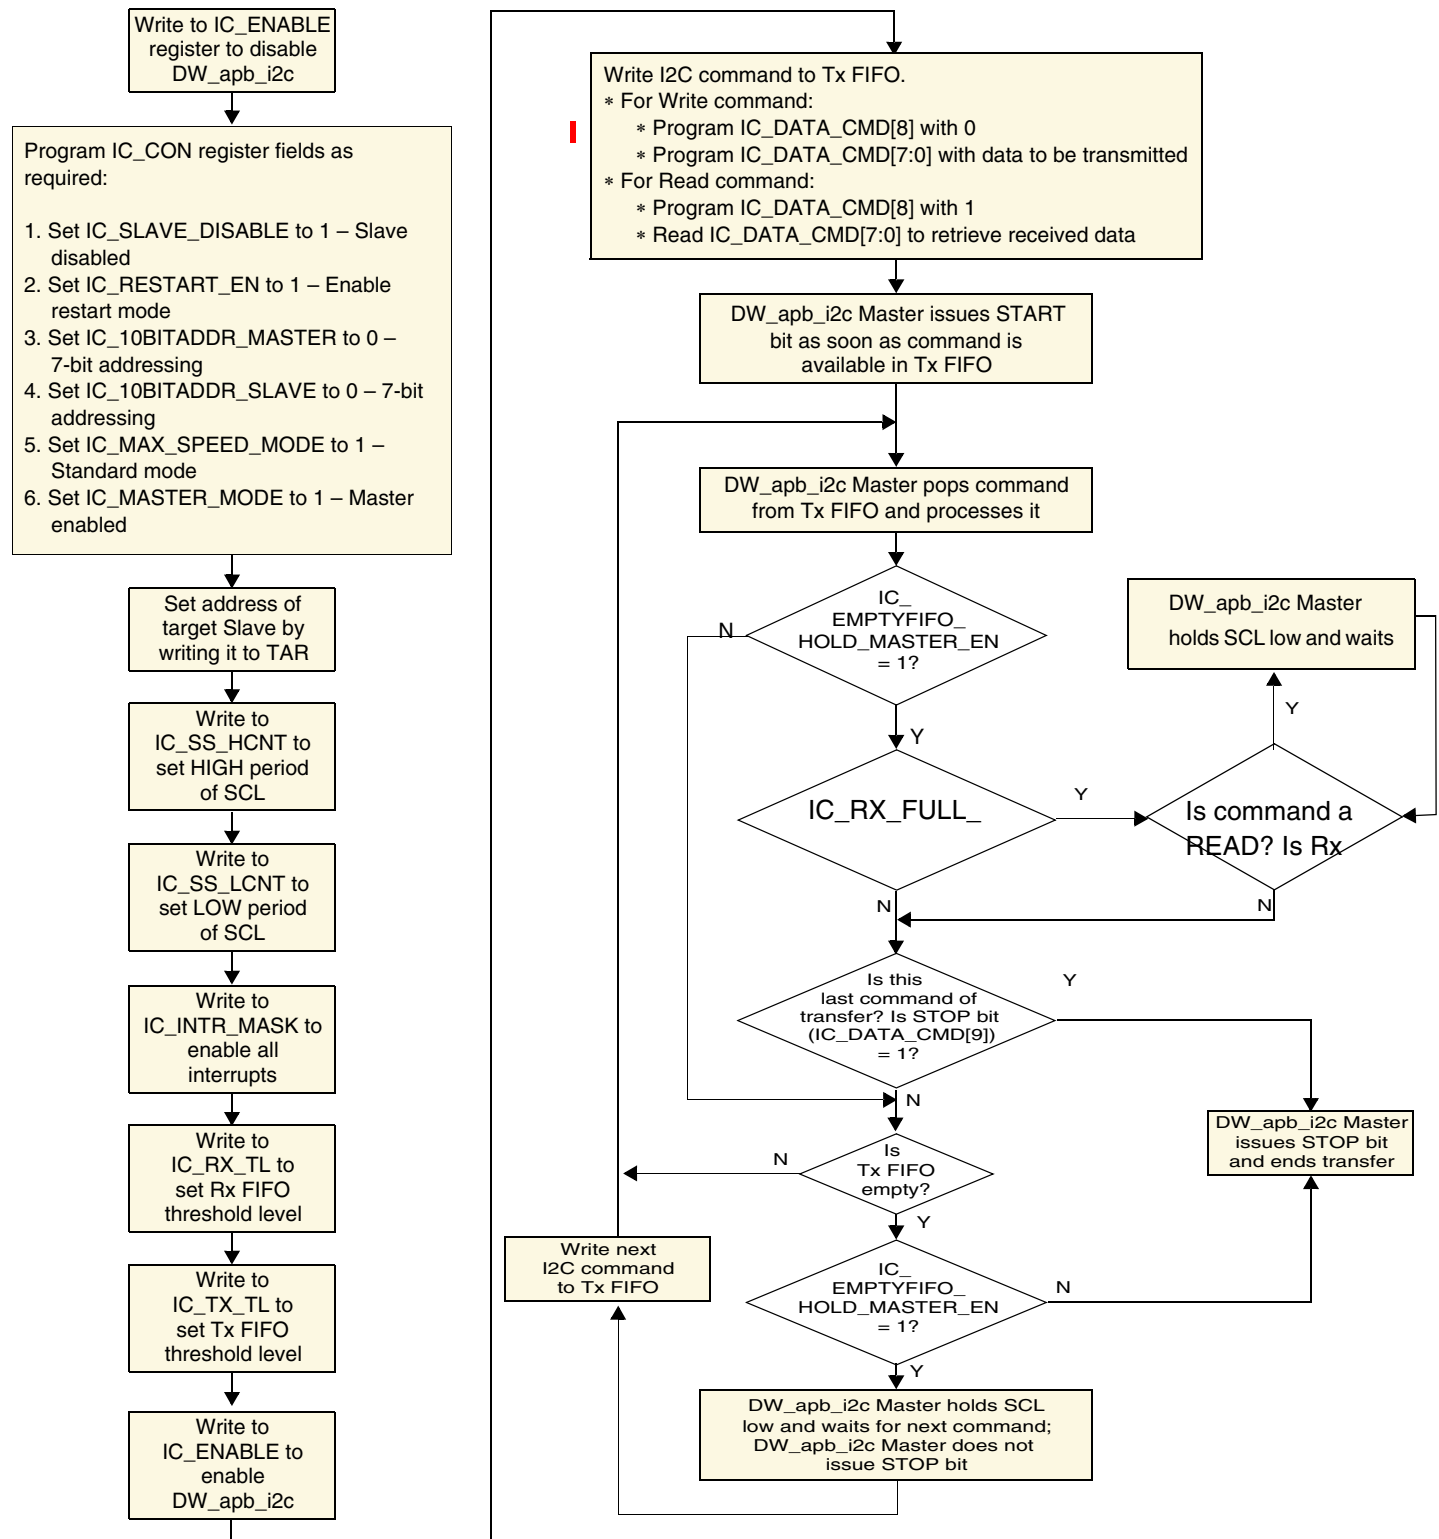 Write to IC_ENABLE
register to disable
DW_apb_i2c
Program IC_CON register fields as
required:
1. Set IC_SLAVE_DISABLE to 1 – Slave
disabled
2. Set IC_RESTART_EN to 1 – Enable
restart mode
3. Set IC_10BITADDR_MASTER to 0 –
7-bit addressing
4. Set IC_10BITADDR_SLAVE to 0 – 7-bit
addressing
5. Set IC_MAX_SPEED_MODE to 1 –
Standard mode
6. Set IC_MASTER_MODE to 1 – Master
enabled
Set address of
target Slave by
writing it to TAR
Write to
IC_SS_HCNT to
set HIGH period
of SCL
Write to
IC_SS_LCNT to
set LOW period
of SCL
Write to
IC_INTR_MASK to
enable all
interrupts
Write to
IC_RX_TL to
set Rx FIFO
threshold level
Write to
IC_TX_TL to
set Tx FIFO
threshold level
Write to
IC_ENABLE to
enable
DW_apb_i2c
Write I2C command to Tx FIFO.
* For Write command:
* Program IC_DATA_CMD[8] with 0
* Program IC_DATA_CMD[7:0] with data to be transmitted
* For Read command:
* Program IC_DATA_CMD[8] with 1
* Read IC_DATA_CMD[7:0] to retrieve received data
DW_apb_i2c Master issues START
bit as soon as command is
available in Tx FIFO
DW_apb_i2c Master pops command
from Tx FIFO and processes it
IC_
EMPTYFIFO_
HOLD_MASTER_EN
= 1?
N
Y
DW_apb_i2c Master
holds SCL low and waits
Y
IC_RX_FULL_
Y
Is command a
READ? Is Rx
N
N
Is this
last command of
transfer? Is STOP bit
(IC_DATA_CMD[9])
= 1?
Y
N
DW_apb_i2c Master
issues STOP bit
and ends transfer
Is
Tx FIFO
empty?
N
Y
Write next
I2C command
to Tx FIFO
IC_
EMPTYFIFO_
HOLD_MASTER_EN
= 1?
N
Y
DW_apb_i2c Master holds SCL
low and waits for next command;
DW_apb_i2c Master does not
issue STOP bit